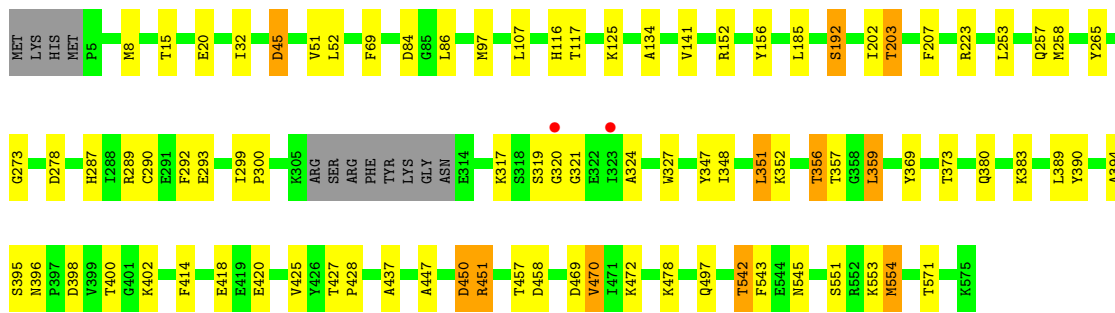 MET LYS HIS MET P5 M8 T15 E20 I32 D45 V51 L52 F69 D84 G85 L86 M97 L107 H116 T117 K125 A134 V141 R152 Y156 L185 S192 I202 T203 F207 R223 L253 Q257 M258 Y265
G273 D278 H287 I288 R289 C290 E291 F292 E293 I299 P300 K305 ARG SER ARG PHE TYR LYS GLY ASN E314 K317 S318 S319 G320 G321 E322 I323 A324 W327 Y347 I348 L351 K352 T356 T357 G358 L359 Y369 T373 Q380 K383 L389 Y390 A394
S395 N396 P397 D398 V399 T400 G401 K402 F414 E418 E419 E420 V425 Y426 T427 P428 A437 A447 D450 R451 T457 D458 D469 V470 I471 K472 K478 Q497 T542 F543 E544 N545 S551 R552 K553 M554 T571 K575